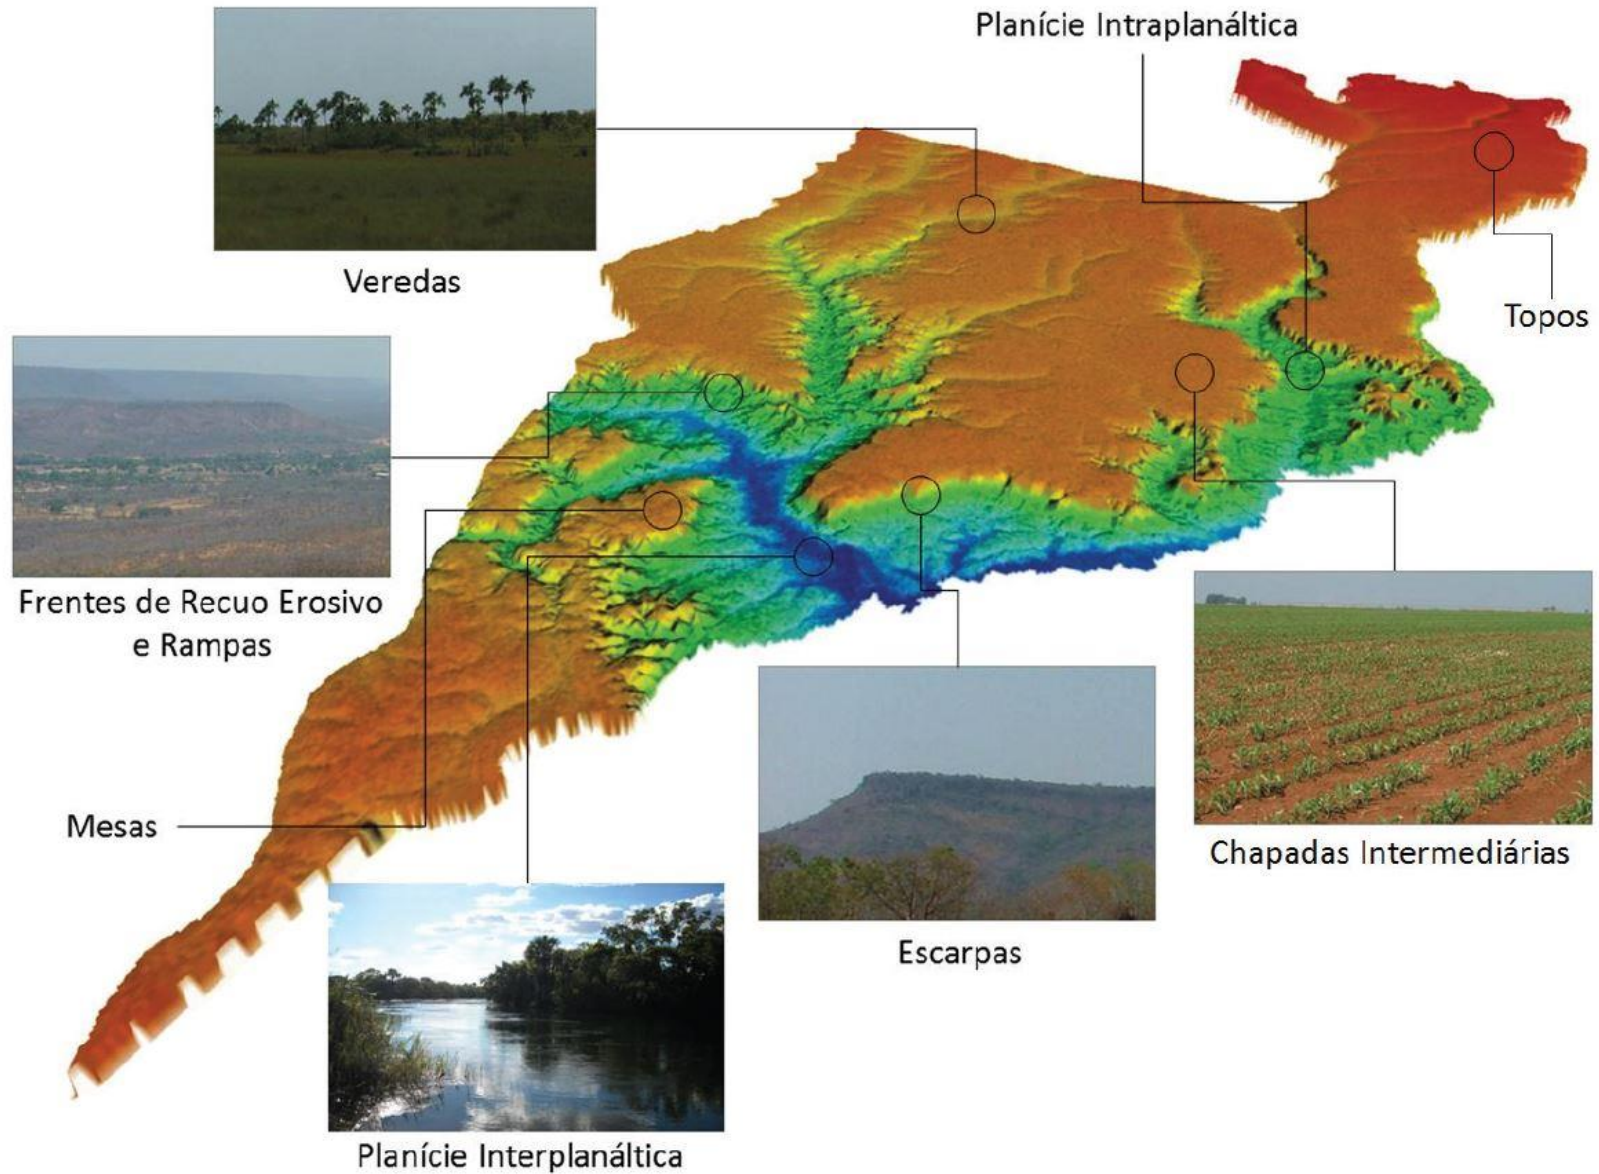 Planície Intraplanáltica
Veredas
Topos
Frentes de Recuo Erosivo
e Rampas
Mesas
Chapadas Intermediárias
Escarpas
Planície Interplanáltica